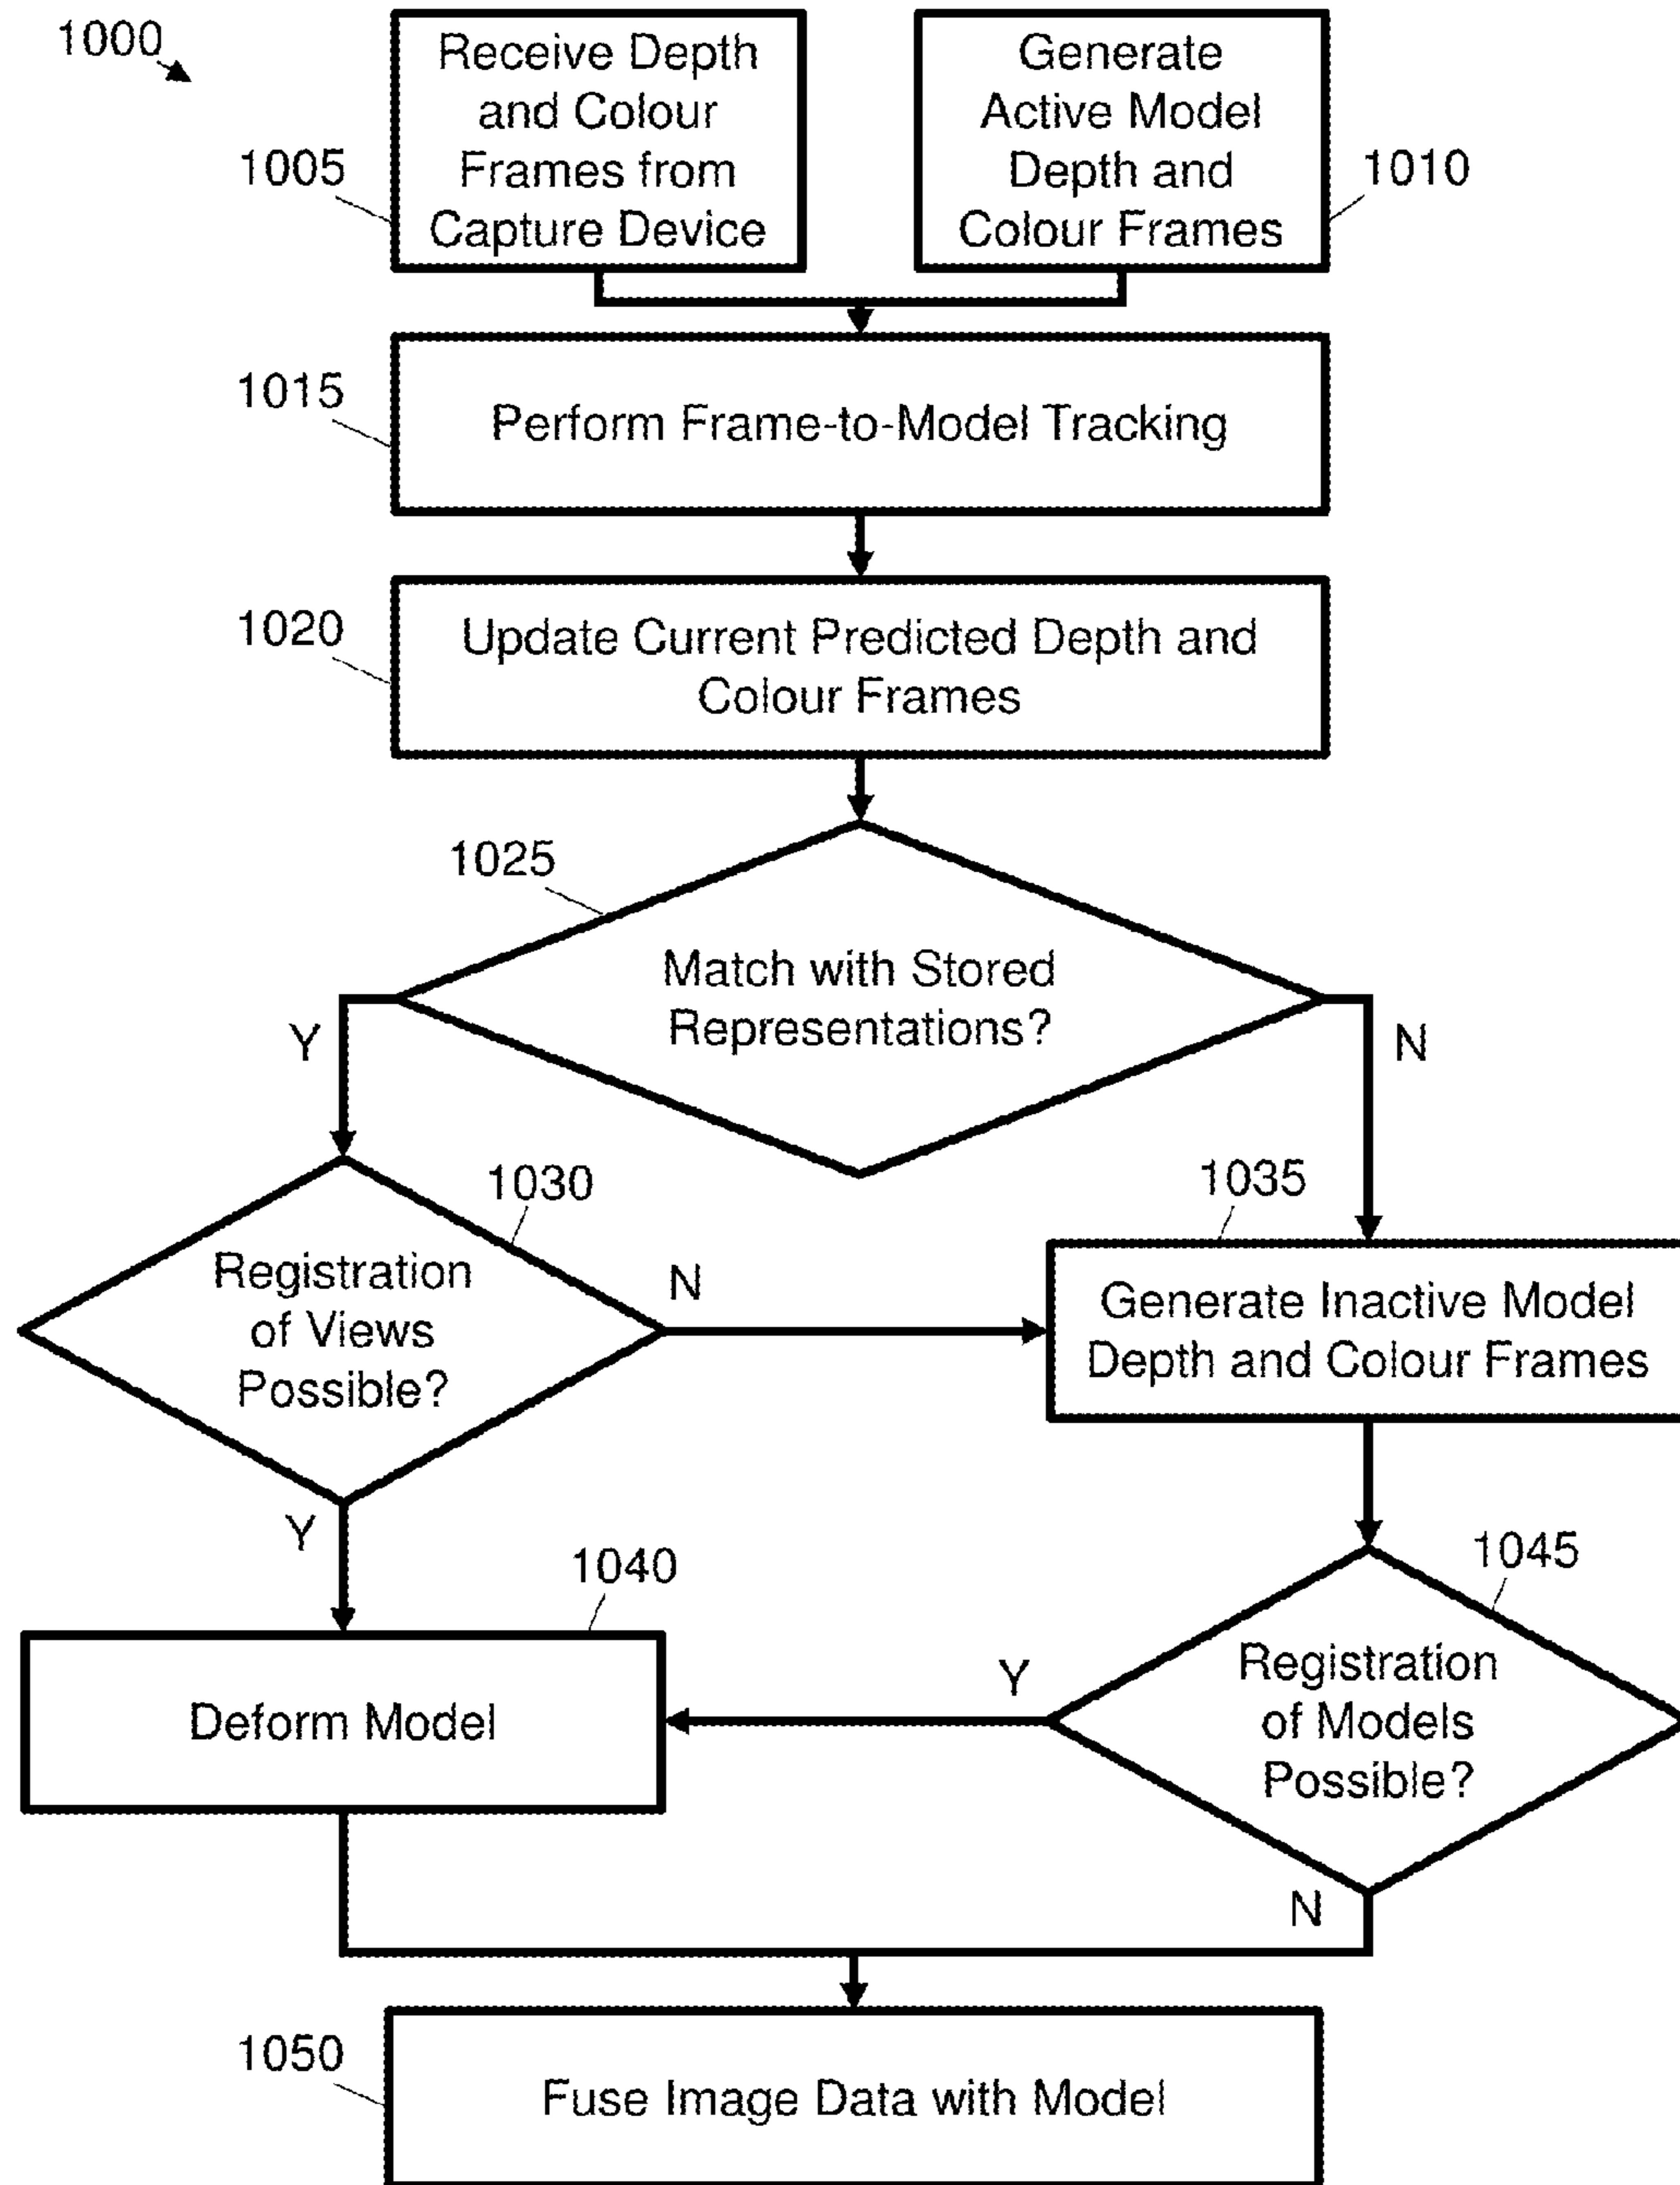 1000
Receive Depth
and Colour
Frames from
Capture Device
1005
Generate
Active Model
Depth and
Colour Frames
1010
1015
Perform Frame-to-Model Tracking
1020
Update Current Predicted Depth and
Colour Frames
1025
Match with Stored
Representations?
Y
N
1030
Registration
of Views
Possible?
N
Y
1035
Generate Inactive Model
Depth and Colour Frames
1040
Deform Model
1045
Registration
of Models
Possible?
Y
N
1050
Fuse Image Data with Model